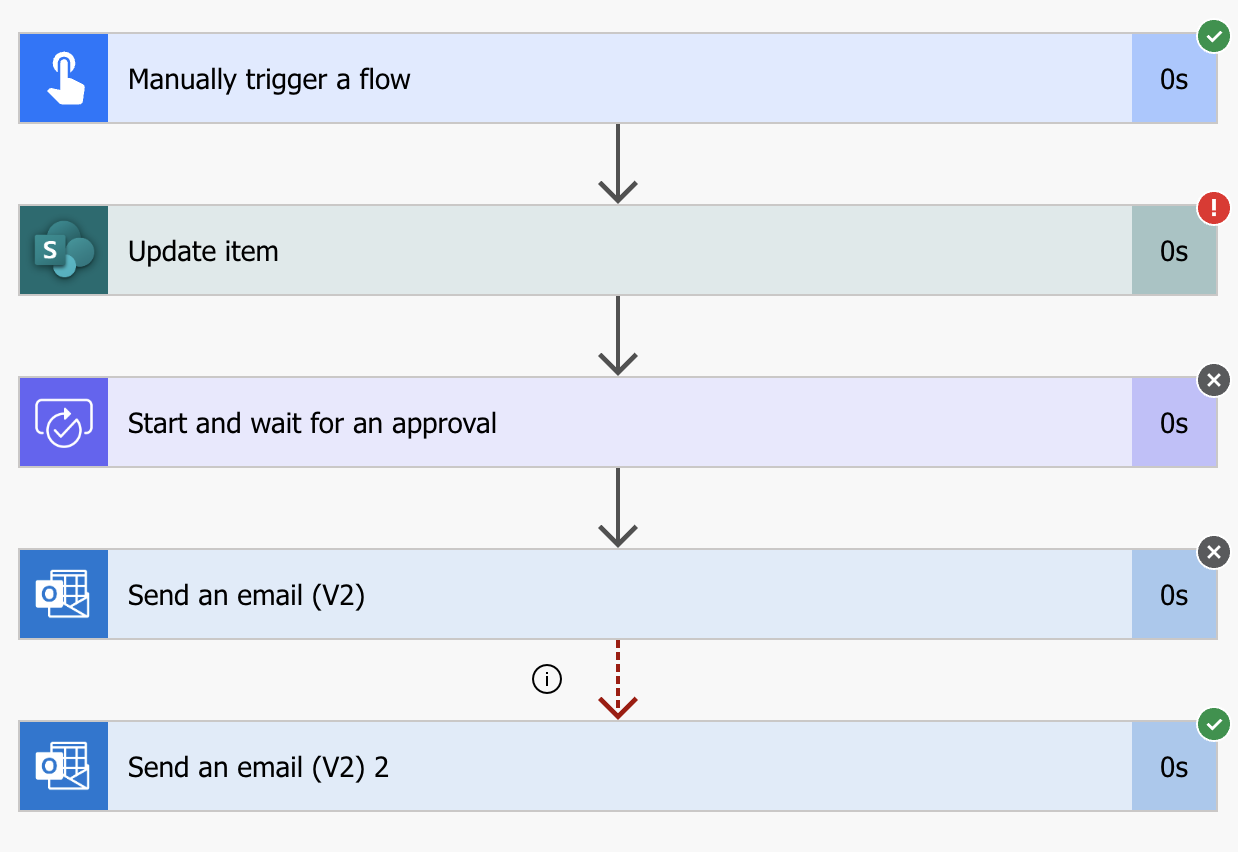 Manually trigger a flow 0s
S Update item 0s
Start and wait for an approval 0s
O Send an email (V2) 0s
i
O Send an email (V2) 2 0s